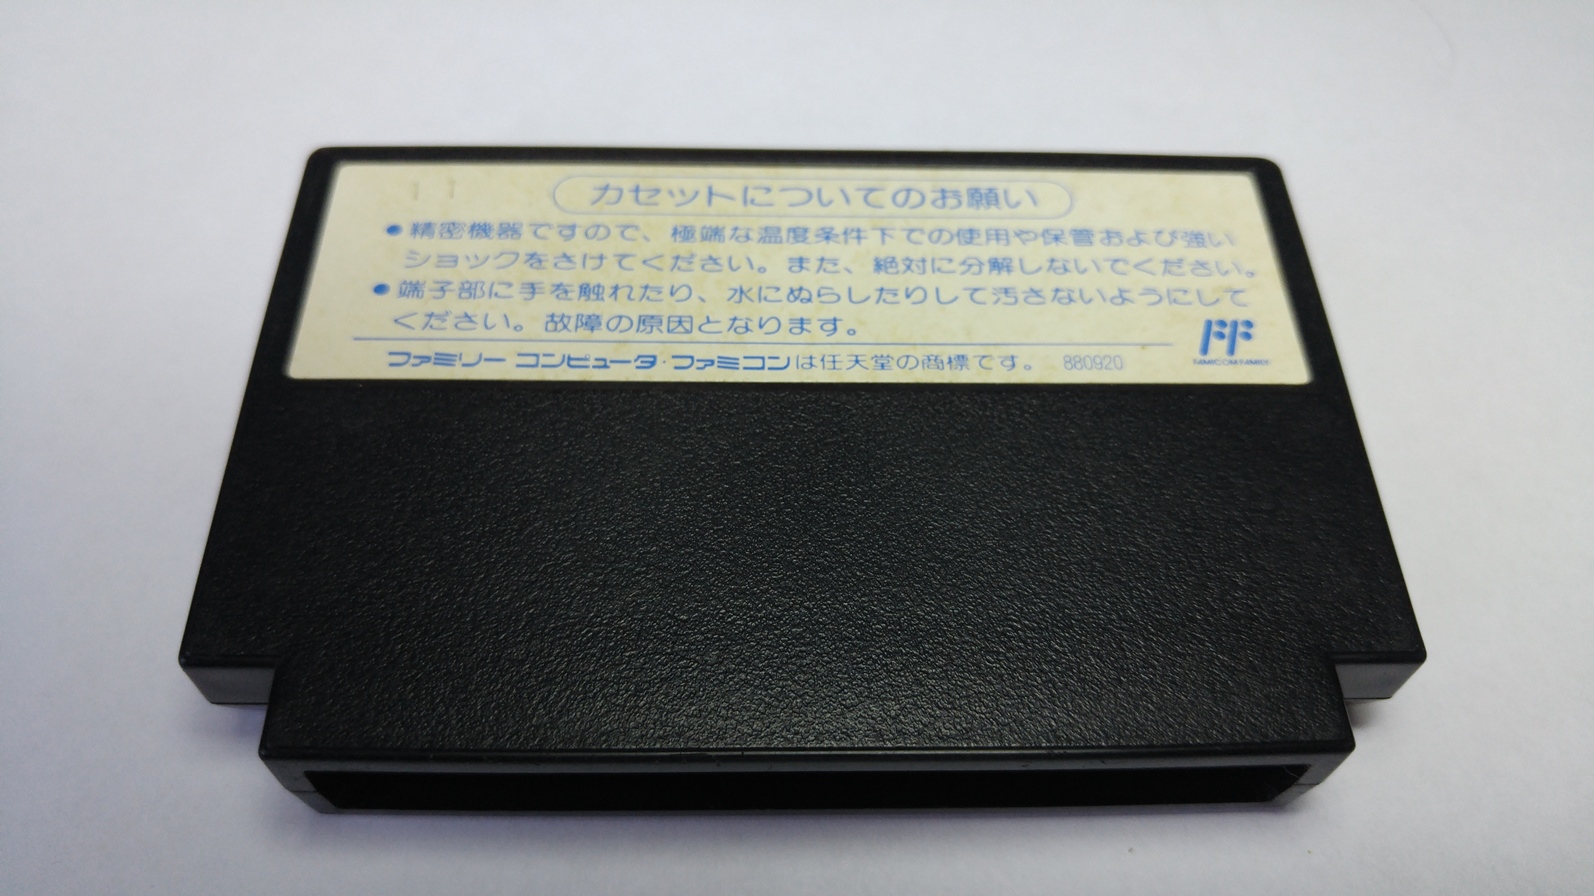 11
カセットについてのお願い
●精密機器ですので、極端な温度条件下での使用や保管および強い
ショックをさけてください。また、絶対に分解しないでください。
●端子部に手を触れたり、水にぬらしたりして汚さないようにして
ください。故障の原因となります。
FF
FAMICOM FAMILY
ファミリー コンピュータ・ファミコンは任天堂の商標です。 880920